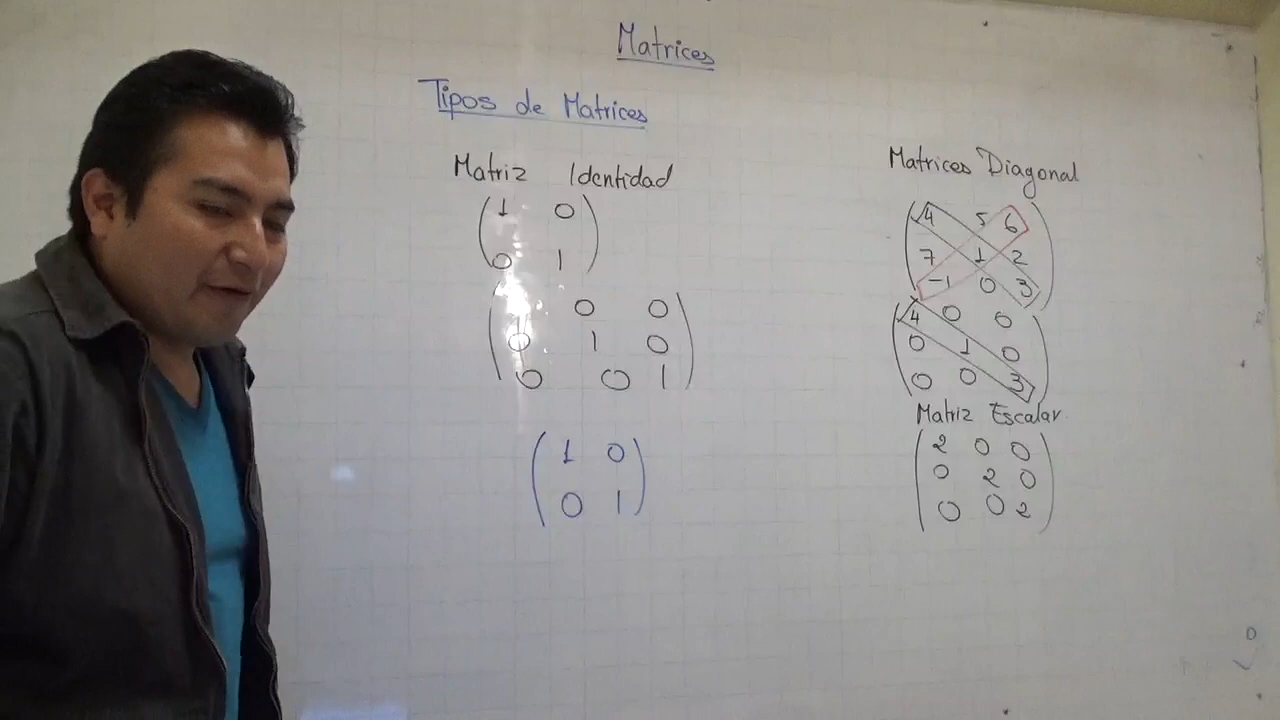 Matrices
Tipos de Matrices
Matriz Identidad
1 0
0 1
1 0 0
0 1 0
0 0 1
1 0
0 1
Matrices Diagonal
4 5 6
7 1 2
-1 0 3
4 0 0
0 1 0
0 0 3
Matriz Escalar
2 0 0
0 2 0
0 0 2